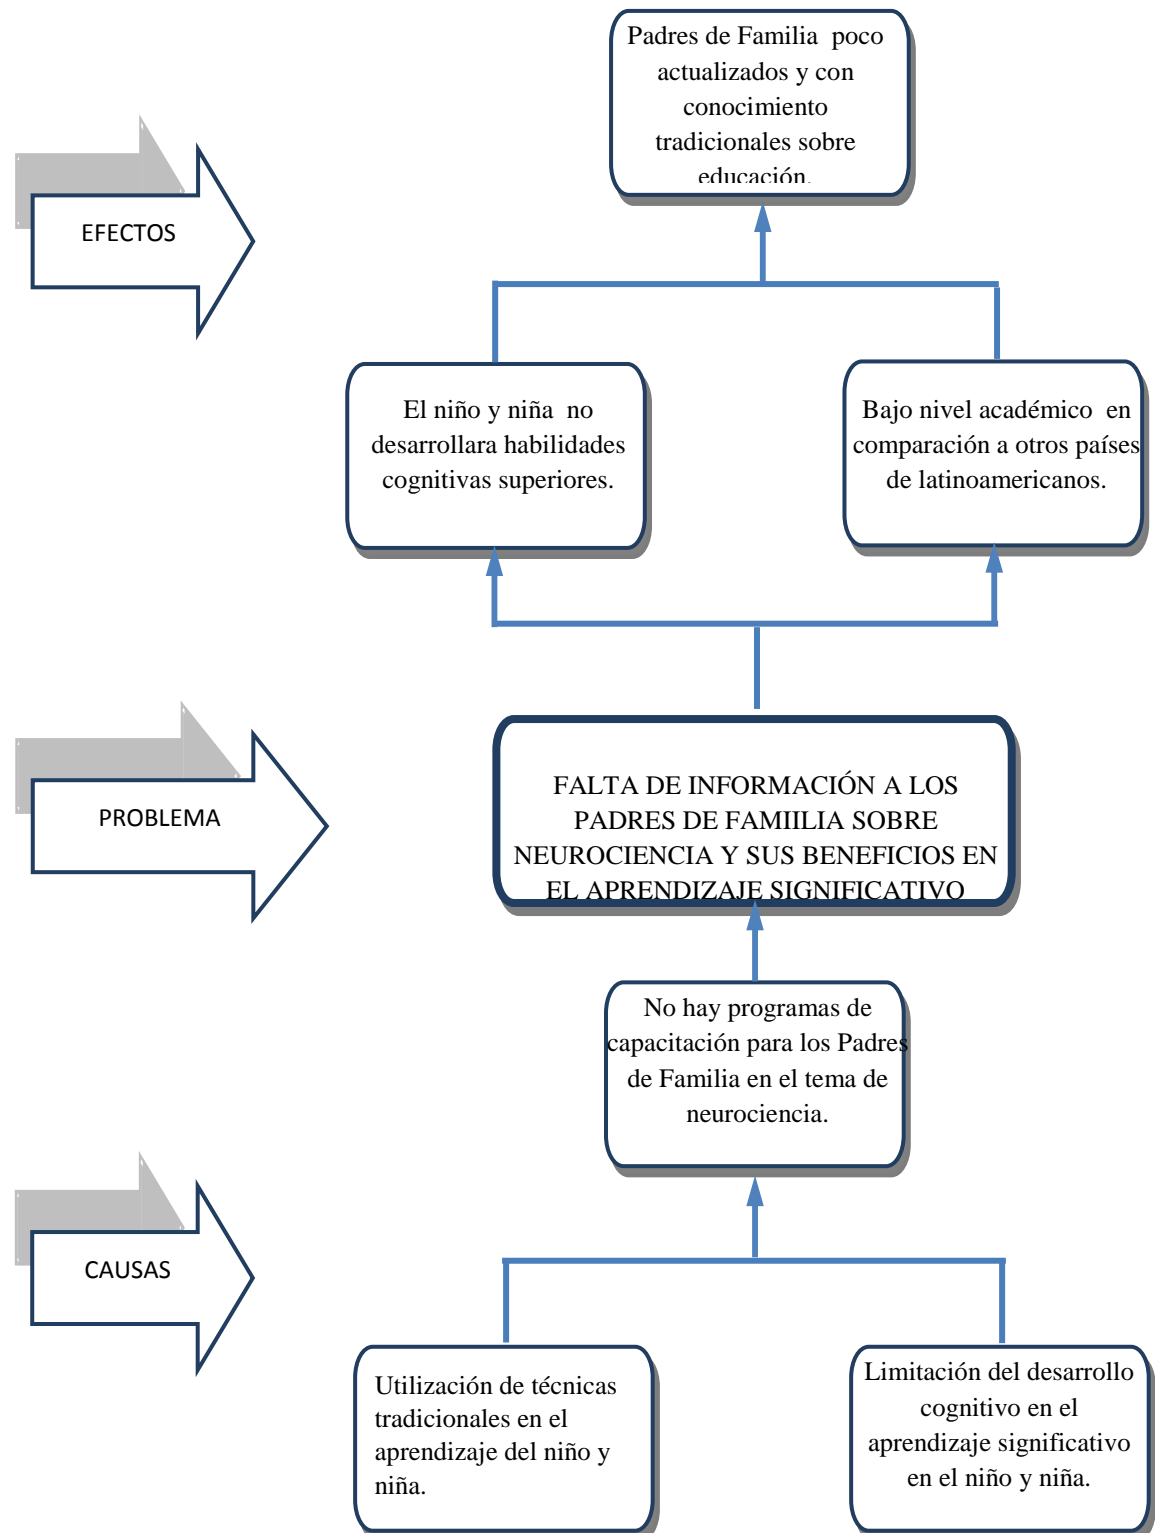 Padres de Familia  poco
actualizados y con
conocimiento
tradicionales sobre
educación.
EFECTOS
El niño y niña  no
desarrollara habilidades
cognitivas superiores.
Bajo nivel académico  en
comparación a otros países
de latinoamericanos.
PROBLEMA
FALTA DE INFORMACIÓN A LOS
PADRES DE FAMIILIA SOBRE
NEUROCIENCIA Y SUS BENEFICIOS EN
EL APRENDIZAJE SIGNIFICATIVO
No hay programas de
capacitación para los Padres
de Familia en el tema de
neurociencia.
CAUSAS
Utilización de técnicas
tradicionales en el
aprendizaje del niño y
niña.
Limitación del desarrollo
cognitivo en el
aprendizaje significativo
en el niño y niña.